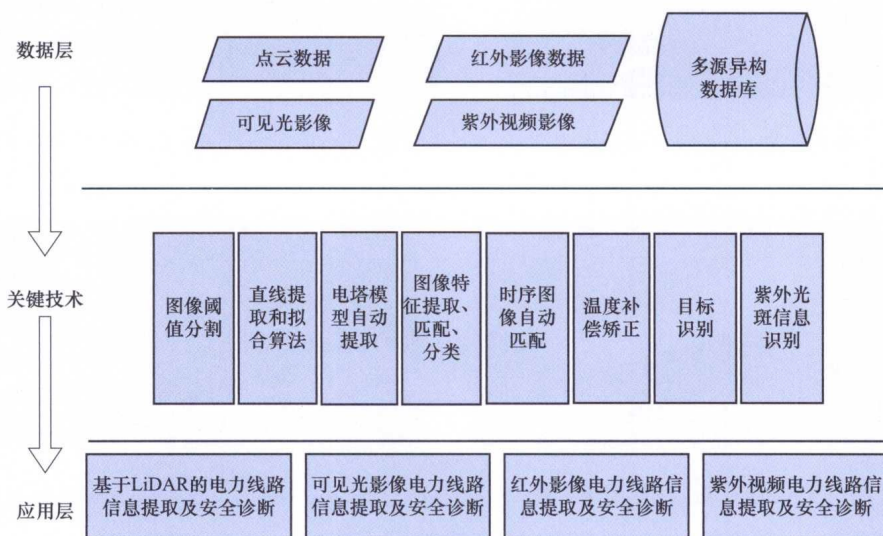 数据层
点云数据
红外影像数据
多源异构
数据库
可见光影像
紫外视频影像
关键技术
图像阈
值分割
直线提
取和拟
合算法
电塔模
型自动
提取
图像特
征提取、
匹配、
分类
时序图
像自动
匹配
温度补
偿矫正
目标
识别
紫外光
斑信息
识别
应用层
基于LiDAR的电力线路
信息提取及安全诊断
可见光影像电力线路
信息提取及安全诊断
红外影像电力线路信
息提取及安全诊断
紫外视频电力线路信
息提取及安全诊断